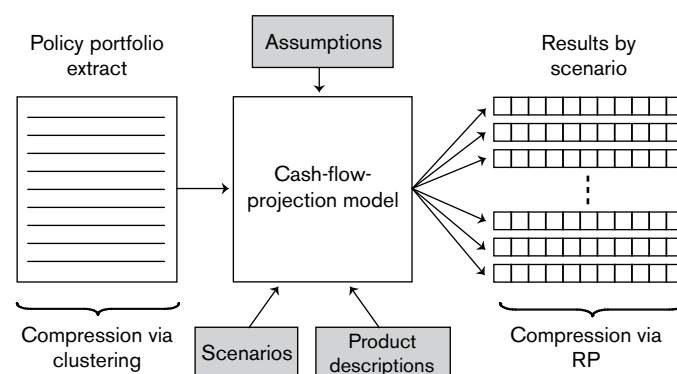 Policy portfolio
extract
Assumptions
Results by
scenario
Cash-flow-
projection model
Compression via
clustering
Scenarios
Product
descriptions
Compression via
RP